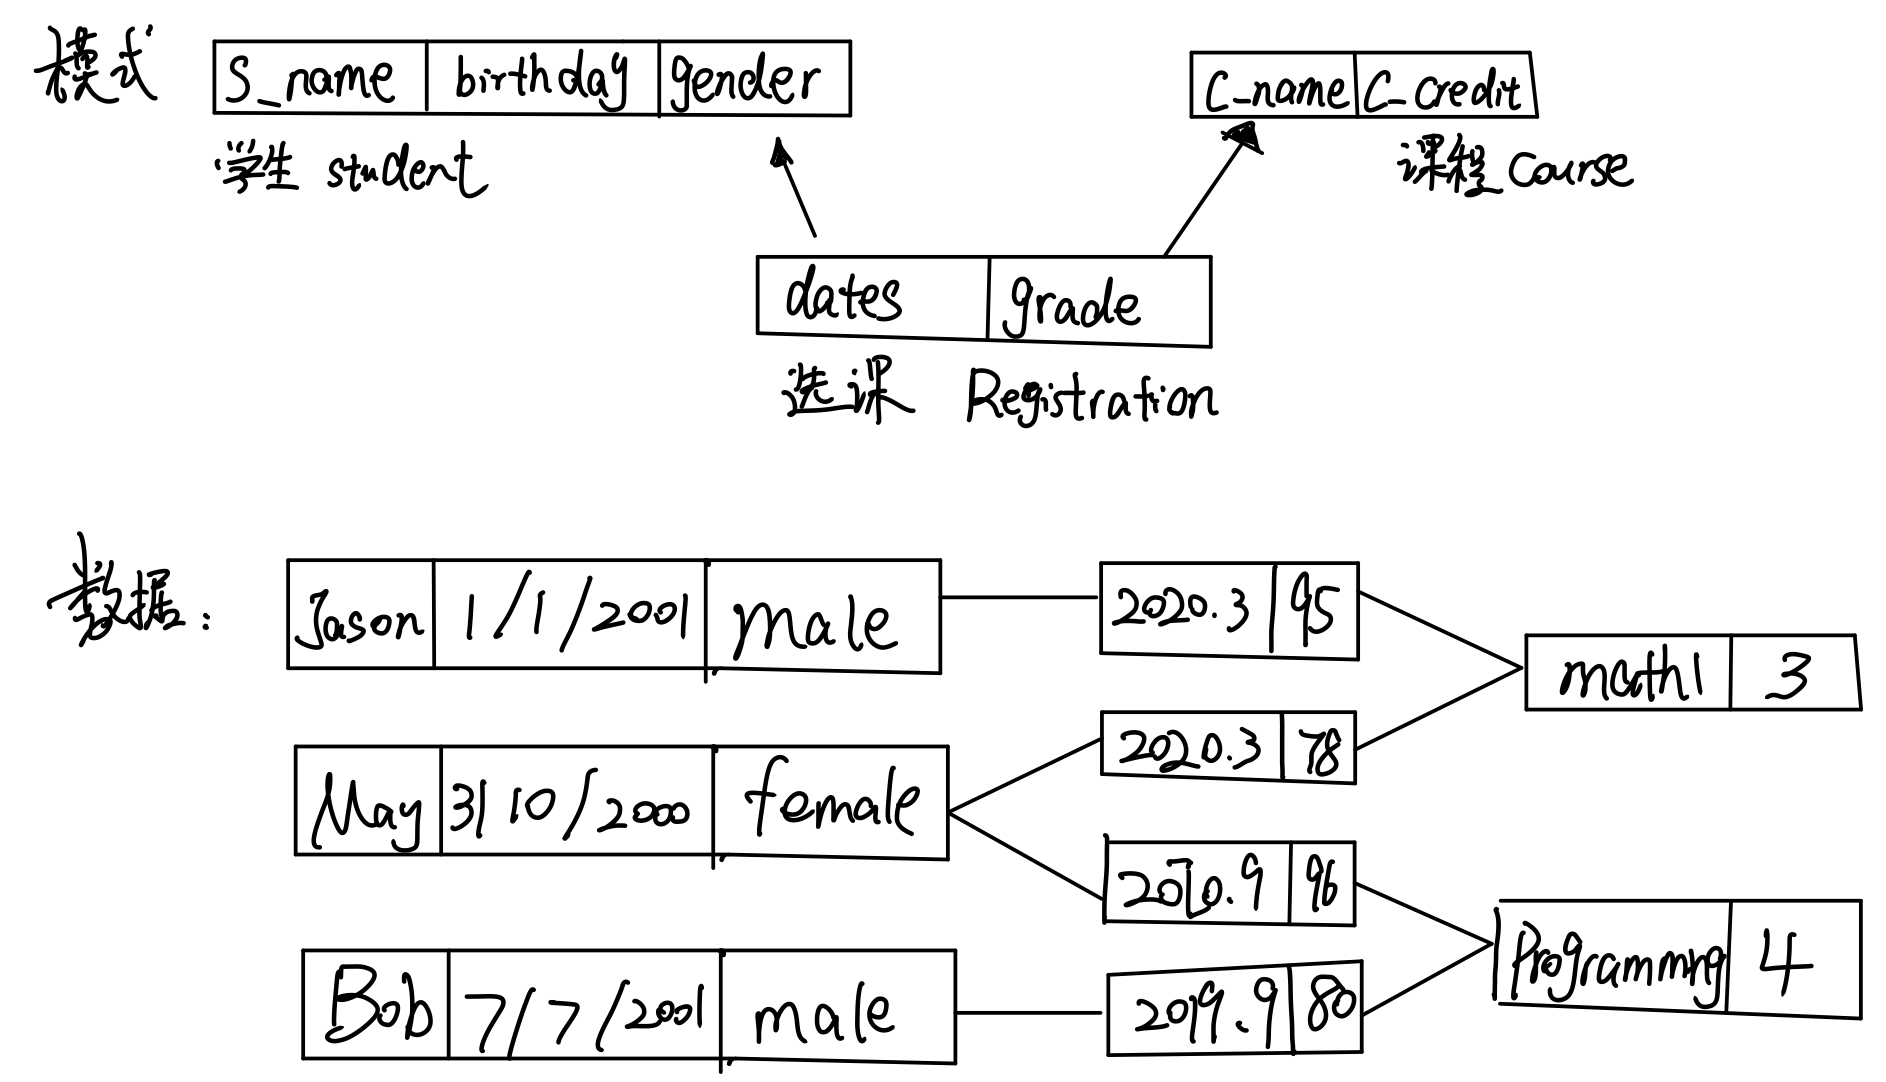 模式 S_name birthday gender C_name C_credit
学生 student 课程 Course
dates grade
选课 Registration
数据:
Jason 1/1/2001 male 2020.3 95
math1 3
May 31 10/2000 female 2020.3 78
2020.9 96
Programming 4
Bob 7/7/2001 male 2019.9 80